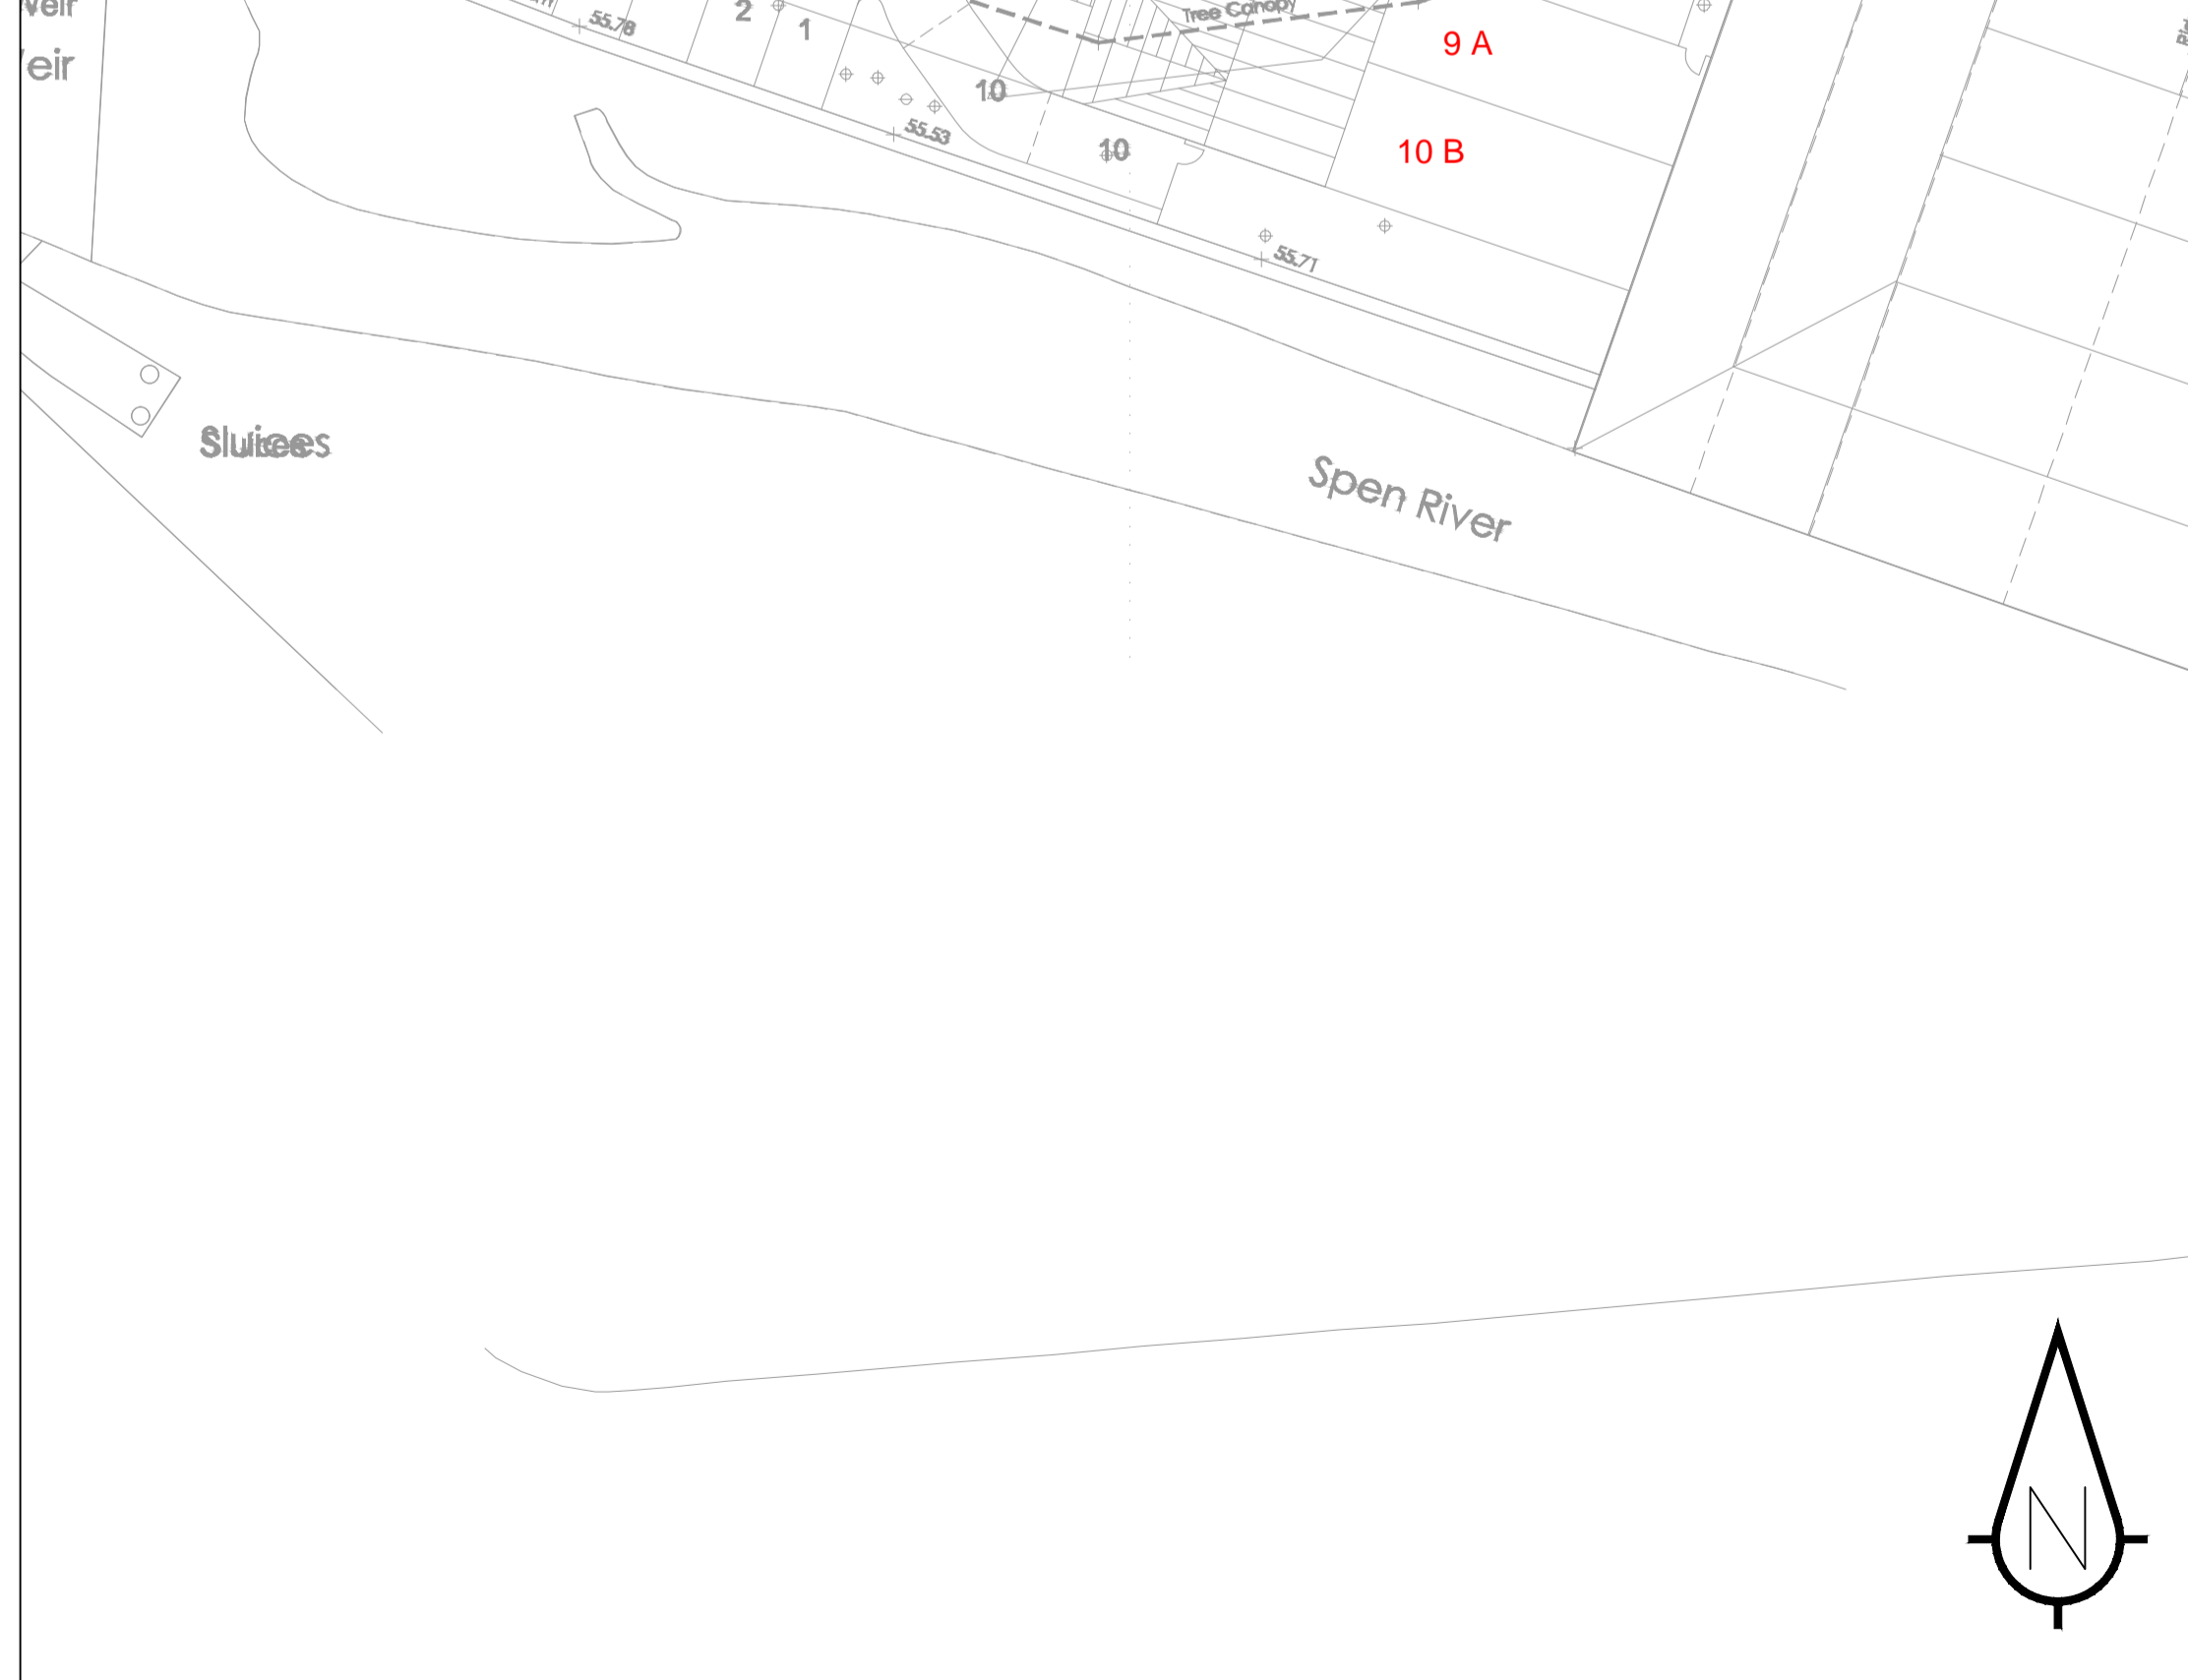 eir
55.78
2
1
Tree Canopy
9 A
10
55.53
10
10 B
55.71
Sluices
Spen River
N